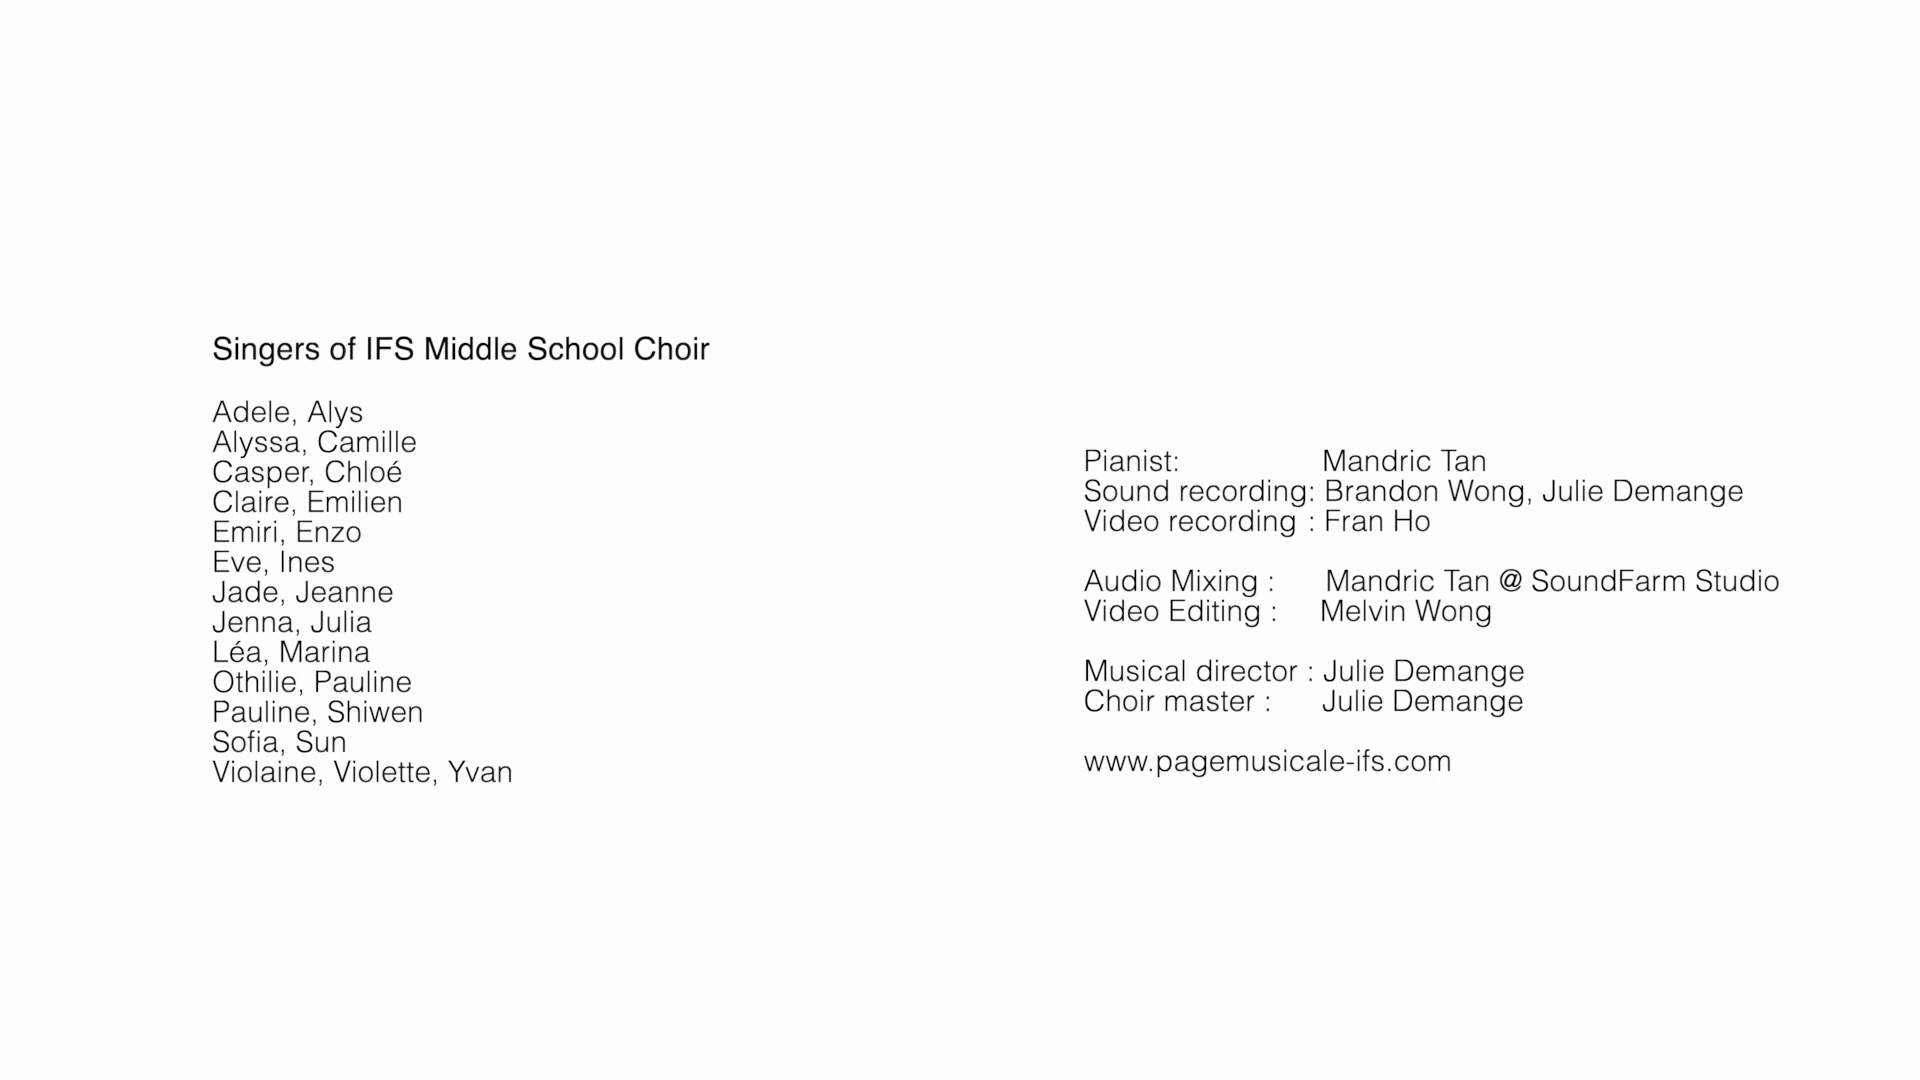 Singers of IFS Middle School Choir
Adele, Alys
Alyssa, Camille
Casper, Chloé
Claire, Emilien
Emiri, Enzo
Eve, Ines
Jade, Jeanne
Jenna, Julia
Léa, Marina
Othilie, Pauline
Pauline, Shiwen
Sofia, Sun
Violaine, Violette, Yvan
Pianist: Mandric Tan
Sound recording: Brandon Wong, Julie Demange
Video recording : Fran Ho
Audio Mixing : Mandric Tan @ SoundFarm Studio
Video Editing : Melvin Wong
Musical director : Julie Demange
Choir master : Julie Demange
www.pagemusicale-ifs.com